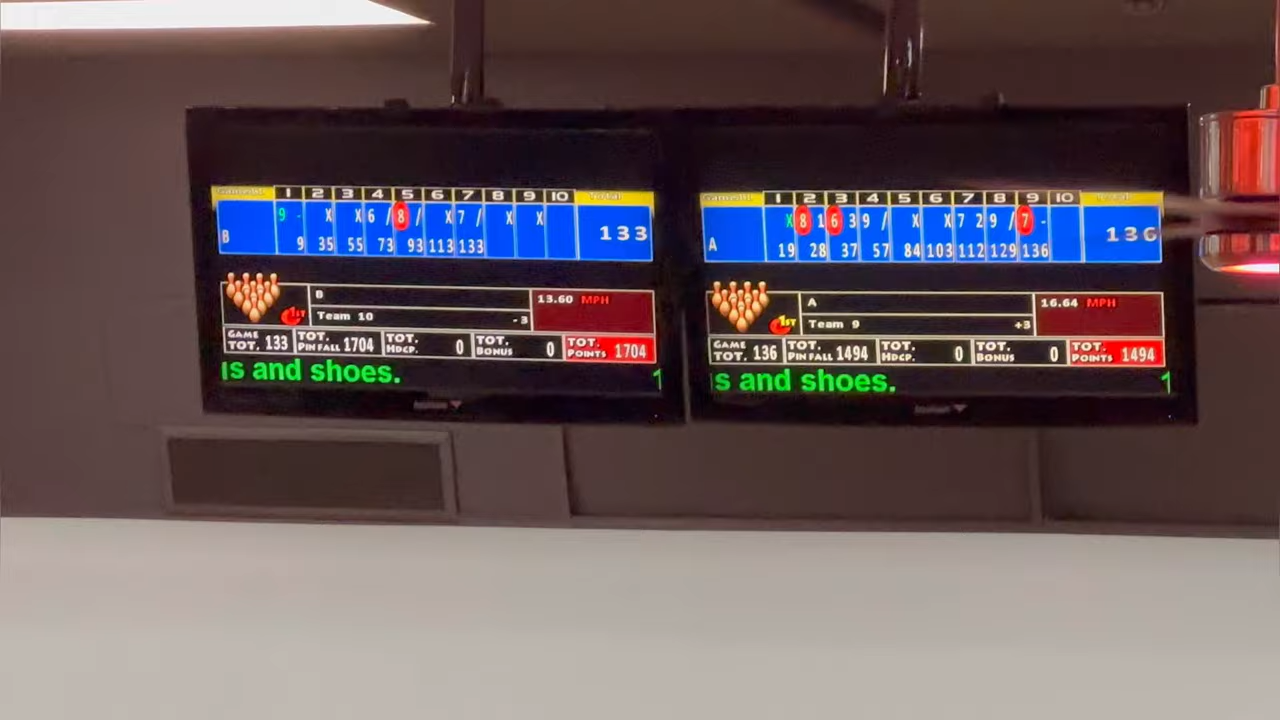 1 2 3 4 5 6 7 8 9 10 Total
B 9 - X X 6 / 8 / X 7 / X X 133
9 35 55 73 93 113 133
B 13.60 MPH
1ST Team 10 -3
GAME TOT. 133 TOT. PIN FALL 1704 TOT. HDCP. 0 TOT. BONUS 0 TOT. POINTS 1704
s and shoes. 1
1 2 3 4 5 6 7 8 9 10 Total
A X 8 1 6 3 9 / X X 7 2 9 / 7 - 136
19 28 37 57 84 103 112 129 136
A 16.64 MPH
1ST Team 9 +3
GAME TOT. 136 TOT. PIN FALL 1494 TOT. HDCP. 0 TOT. BONUS 0 TOT. POINTS 1494
s and shoes. 1